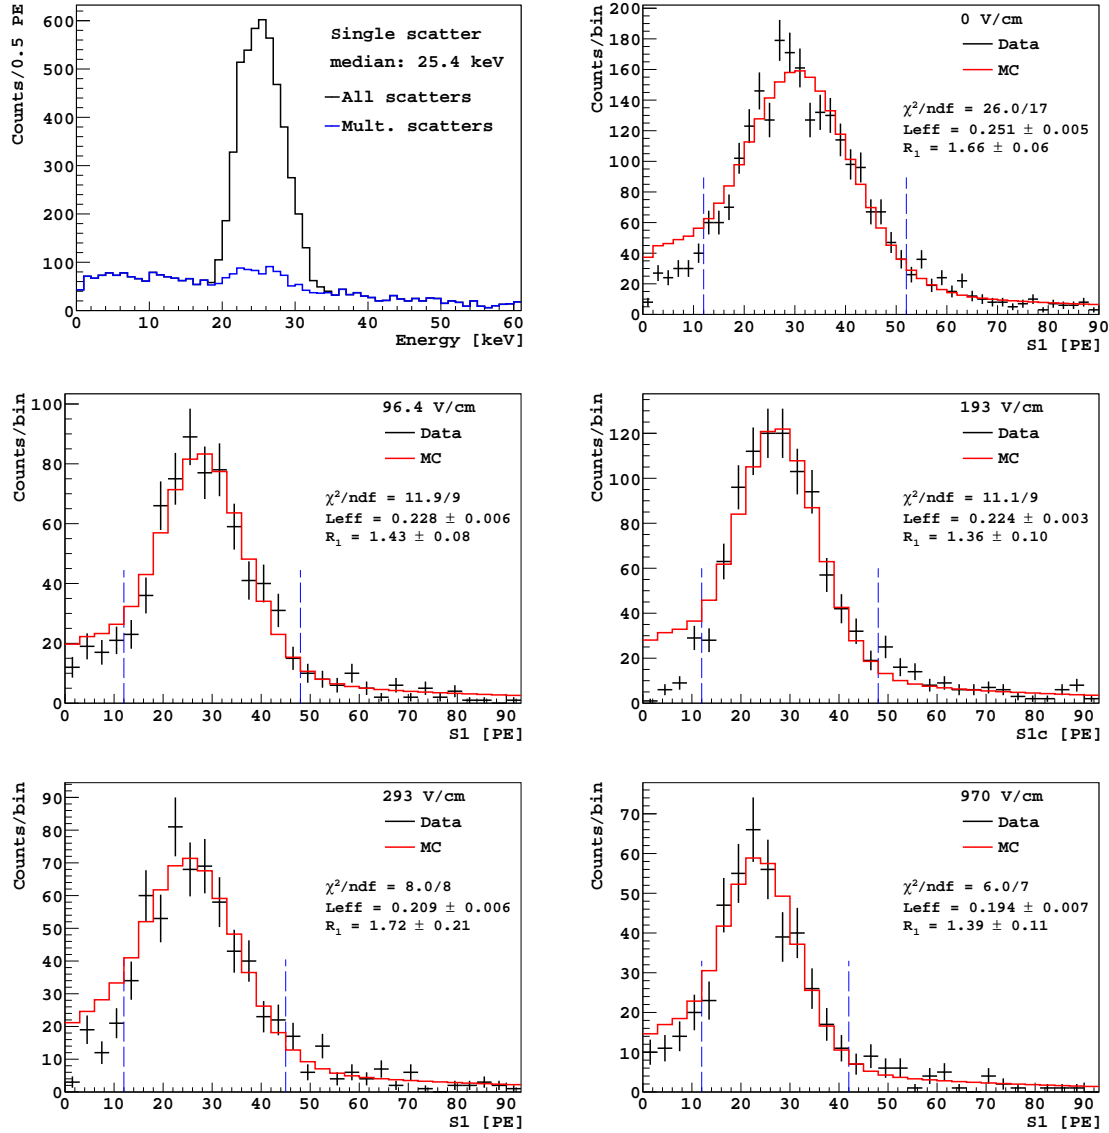 Counts/0.5 PE
600
500
400
300
200
100
0
Single scatter
median: 25.4 keV
All scatters
Mult. scatters
0 10 20 30 40 50 60
Energy [keV]
Counts/bin
200
180
160
140
120
100
80
60
40
20
0
0 V/cm
Data
MC
χ²/ndf = 26.0/17
Leff = 0.251 ± 0.005
R₁ = 1.66 ± 0.06
0 10 20 30 40 50 60 70 80 90
S1 [PE]
Counts/bin
100
80
60
40
20
0
96.4 V/cm
Data
MC
χ²/ndf = 11.9/9
Leff = 0.228 ± 0.006
R₁ = 1.43 ± 0.08
0 10 20 30 40 50 60 70 80 90
S1 [PE]
Counts/bin
120
100
80
60
40
20
0
193 V/cm
Data
MC
χ²/ndf = 11.1/9
Leff = 0.224 ± 0.003
R₁ = 1.36 ± 0.10
0 10 20 30 40 50 60 70 80 90
S1c [PE]
Counts/bin
90
80
70
60
50
40
30
20
10
0
293 V/cm
Data
MC
χ²/ndf = 8.0/8
Leff = 0.209 ± 0.006
R₁ = 1.72 ± 0.21
0 10 20 30 40 50 60 70 80 90
S1 [PE]
Counts/bin
70
60
50
40
30
20
10
0
970 V/cm
Data
MC
χ²/ndf = 6.0/7
Leff = 0.194 ± 0.007
R₁ = 1.39 ± 0.11
0 10 20 30 40 50 60 70 80 90
S1 [PE]